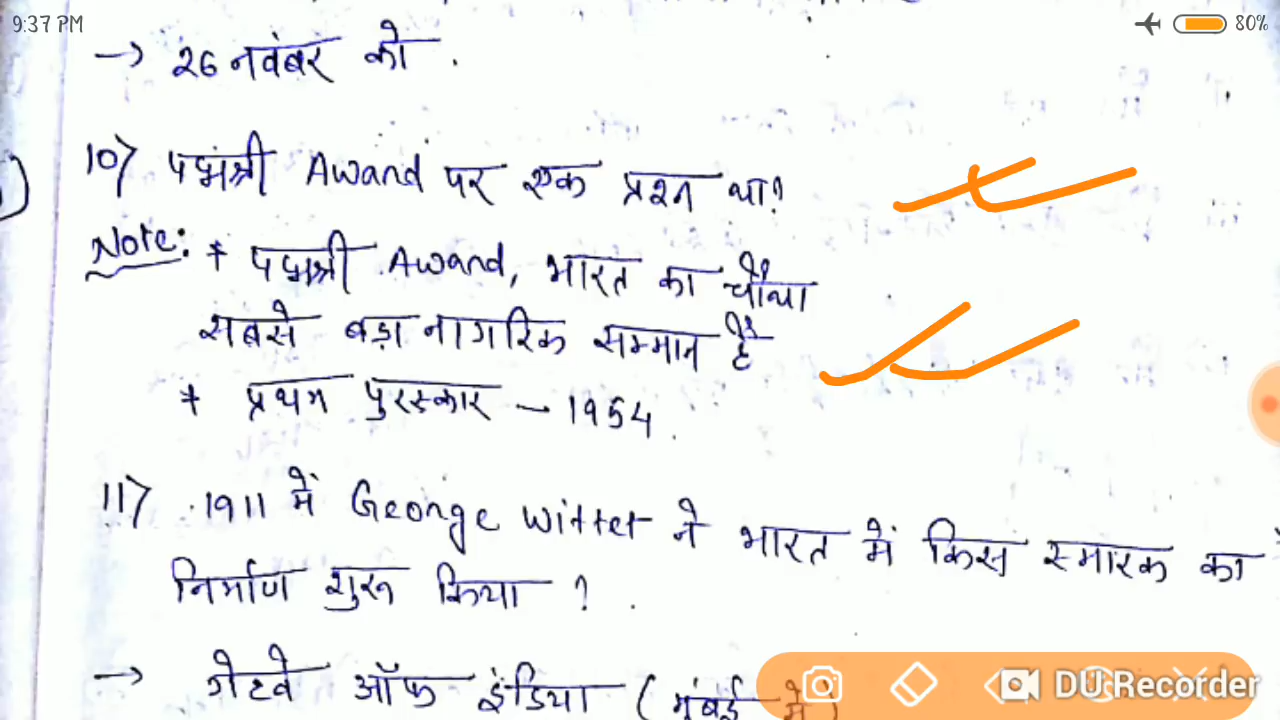 9:37 PM
80%
→ 26 नवंबर को .
10) पद्मश्री Award पर एक प्रश्न था?
Note: * पद्मश्री Award, भारत का चौथा
सबसे बड़ा नागरिक सम्मान है
* प्रथम पुरस्कार – 1954 .
11) 1911 में George Wittet ने भारत में किस स्मारक का
निर्माण शुरू किया ?
→ गेटवे ऑफ इंडिया ( मुंबई में )
DU Recorder